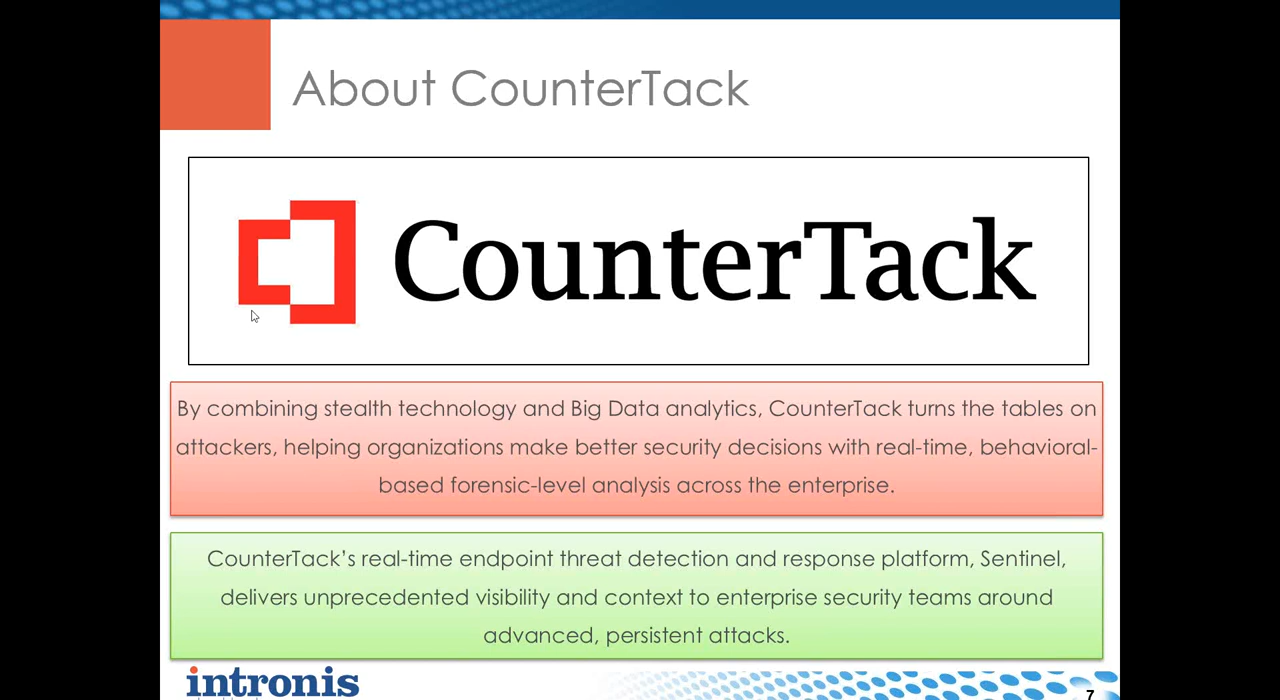 About CounterTack
CounterTack
By combining stealth technology and Big Data analytics, CounterTack turns the tables on
attackers, helping organizations make better security decisions with real-time, behavioral-
based forensic-level analysis across the enterprise.
CounterTack’s real-time endpoint threat detection and response platform, Sentinel,
delivers unprecedented visibility and context to enterprise security teams around
advanced, persistent attacks.
intronis
7